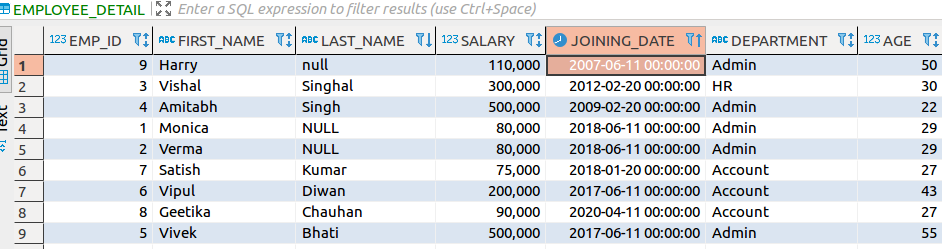 EMPLOYEE_DETAIL Enter a SQL expression to filter results (use Ctrl+Space)
Grid
Text
123 EMP_ID ABC FIRST_NAME ABC LAST_NAME 123 SALARY JOINING_DATE ABC DEPARTMENT 123 AGE
1 9 Harry null 110,000 2007-06-11 00:00:00 Admin 50
2 3 Vishal Singhal 300,000 2012-02-20 00:00:00 HR 30
3 4 Amitabh Singh 500,000 2009-02-20 00:00:00 Admin 22
4 1 Monica NULL 80,000 2018-06-11 00:00:00 Admin 29
5 2 Verma NULL 80,000 2018-06-11 00:00:00 Admin 29
6 7 Satish Kumar 75,000 2018-01-20 00:00:00 Account 27
7 6 Vipul Diwan 200,000 2017-06-11 00:00:00 Account 43
8 8 Geetika Chauhan 90,000 2020-04-11 00:00:00 Account 27
9 5 Vivek Bhati 500,000 2017-06-11 00:00:00 Admin 55